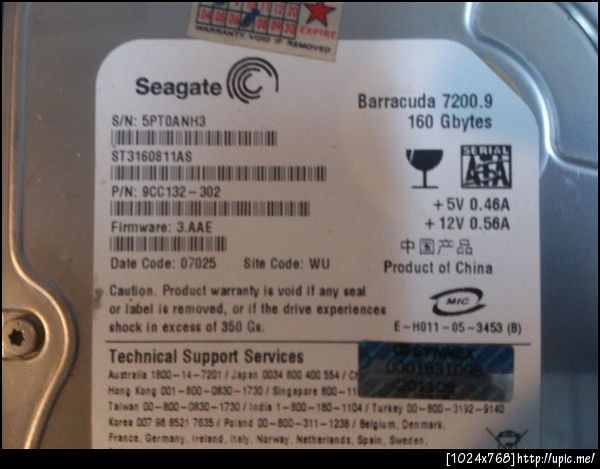 WARRANTY VOID IF REMOVED
EXPIRE
Seagate
Barracuda 7200.9
160 Gbytes
S/N: 5PT0ANH3
ST3160811AS
P/N: 9CC132-302
Firmware: 3.AAE
Date Code: 07025 Site Code: WU
SERIAL
ATA
+5V 0.46A
+12V 0.56A
中国产品
Product of China
Caution. Product warranty is void if any seal
or label is removed, or if the drive experiences
shock in excess of 350 Gs.
MIC
E-H011-05-3453 (B)
Technical Support Services
SYNNEX
0001831098
201108
Australia 1800-14-7201 / Japan 0034 800 400 554 /
Hong Kong 001-800-0830-1730 / Singapore 800-11
Taiwan 00-800-0830-1730 / India 1-800-180-1104 / Turkey 00-800-3192-9140
Korea 007 98 8521 7635 / Poland 00-800-311-1238 / Belgium, Denmark,
France, Germany, Ireland, Italy, Norway, Netherlands, Spain, Sweden,
[1024x768]http://upic.me/